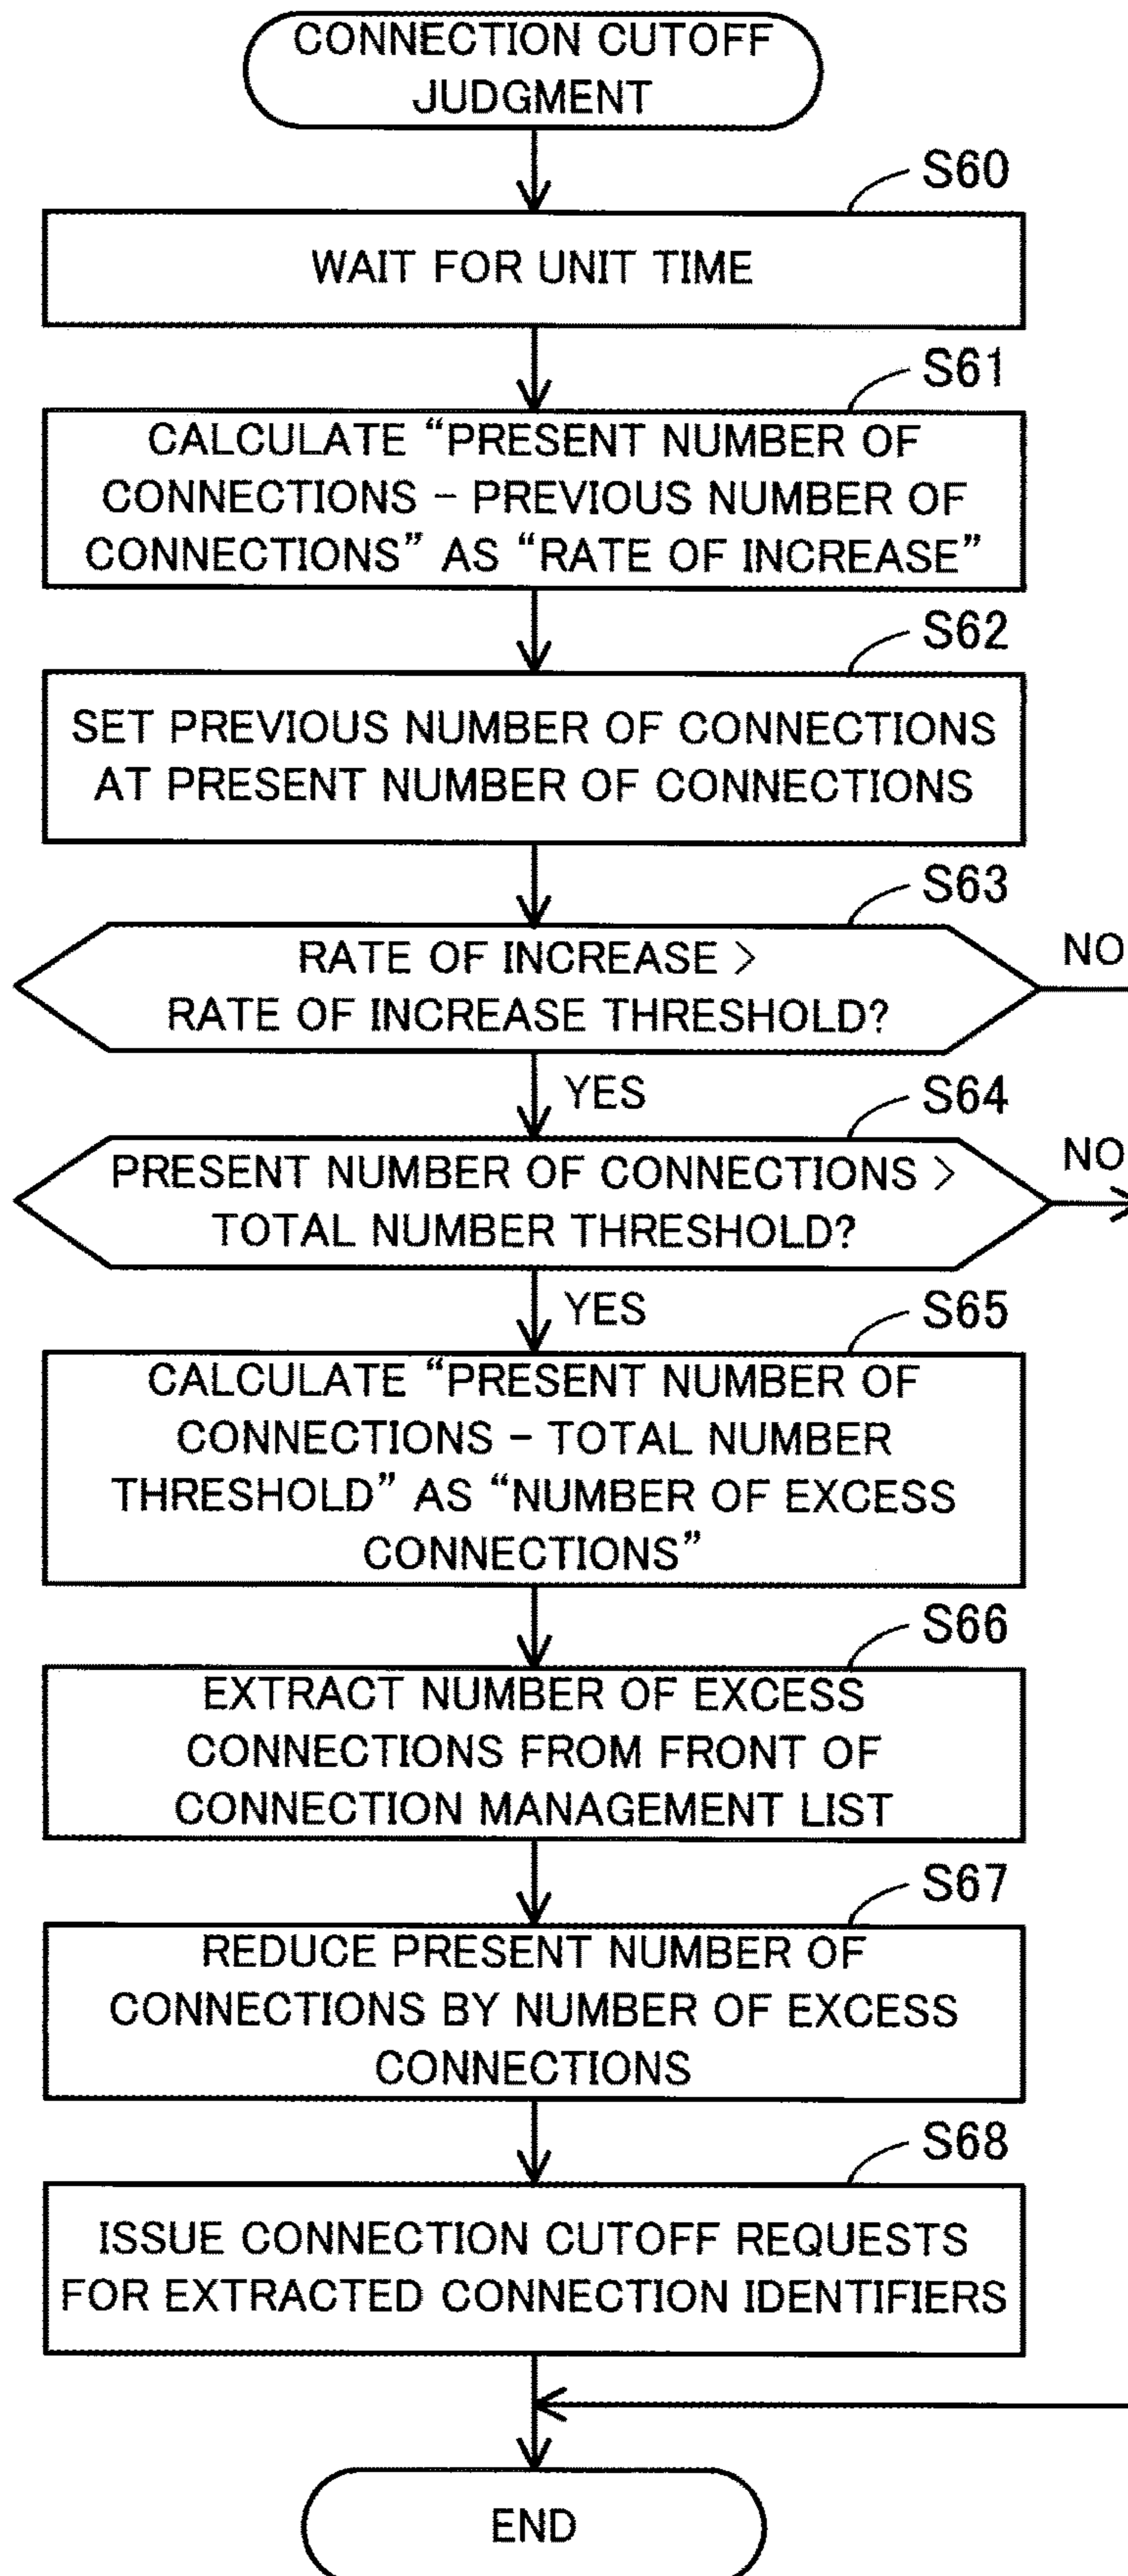 CONNECTION CUTOFF
JUDGMENT
S60
WAIT FOR UNIT TIME
S61
CALCULATE “PRESENT NUMBER OF
CONNECTIONS – PREVIOUS NUMBER OF
CONNECTIONS” AS “RATE OF INCREASE”
S62
SET PREVIOUS NUMBER OF CONNECTIONS
AT PRESENT NUMBER OF CONNECTIONS
S63
RATE OF INCREASE >
RATE OF INCREASE THRESHOLD?
NO
YES
S64
PRESENT NUMBER OF CONNECTIONS >
TOTAL NUMBER THRESHOLD?
NO
YES
S65
CALCULATE “PRESENT NUMBER OF
CONNECTIONS – TOTAL NUMBER
THRESHOLD” AS “NUMBER OF EXCESS
CONNECTIONS”
S66
EXTRACT NUMBER OF EXCESS
CONNECTIONS FROM FRONT OF
CONNECTION MANAGEMENT LIST
S67
REDUCE PRESENT NUMBER OF
CONNECTIONS BY NUMBER OF EXCESS
CONNECTIONS
S68
ISSUE CONNECTION CUTOFF REQUESTS
FOR EXTRACTED CONNECTION IDENTIFIERS
END